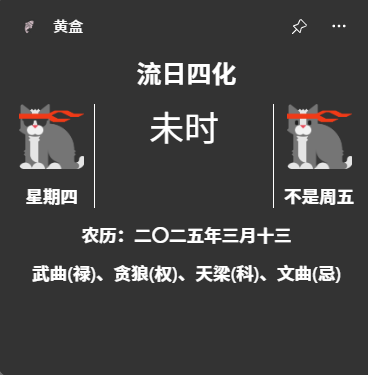 黄盒
流日四化
未时
星期四
不是周五
农历：二〇二五年三月十三
武曲(禄)、贪狼(权)、天梁(科)、文曲(忌)